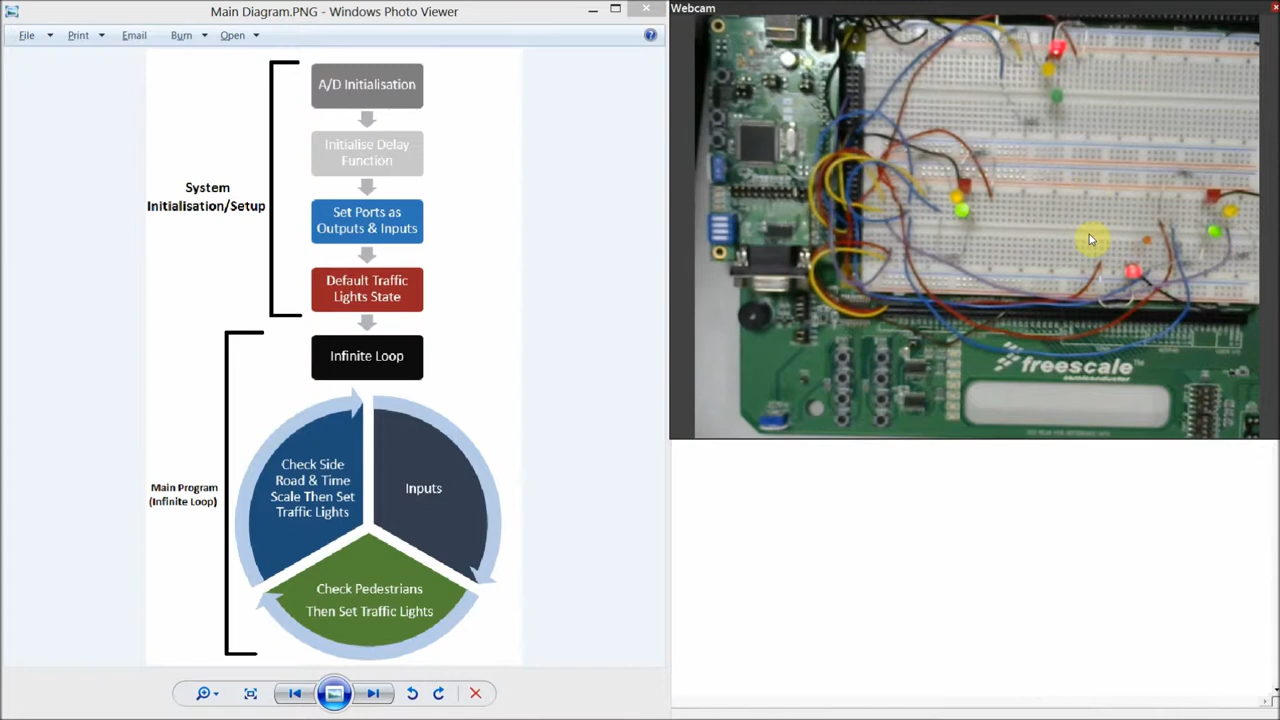 Main Diagram.PNG - Windows Photo Viewer
File Print Email Burn Open
A/D Initialisation
Initialise Delay
Function
Set Ports as
Outputs & Inputs
Default Traffic
Lights State
System
Initialisation/Setup
Infinite Loop
Main Program
(Infinite Loop)
Check Side
Road & Time
Scale Then Set
Traffic Lights
Inputs
Check Pedestrians
Then Set Traffic Lights
Webcam
freescale™
semiconductor